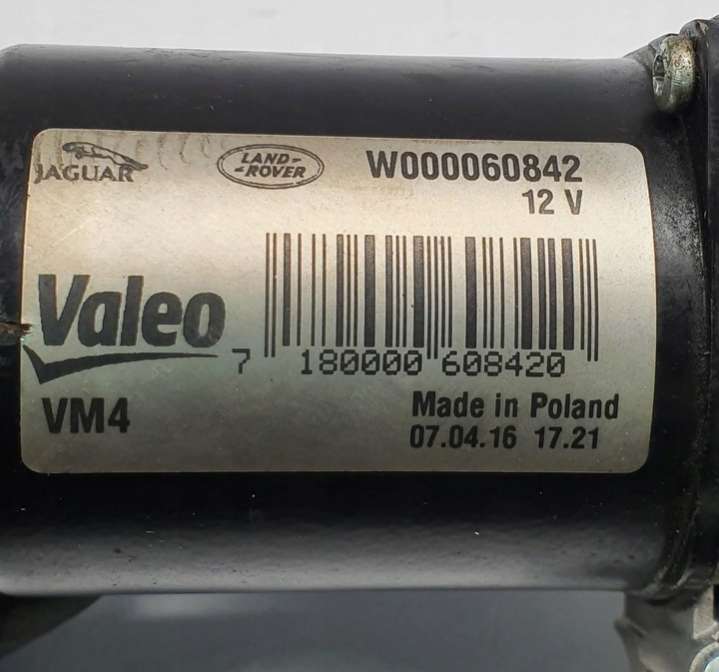 JAGUAR
LAND-
-ROVER
W000060842
12 V
Valeo
7 180000 608420
VM4
Made in Poland
07.04.16 17.21